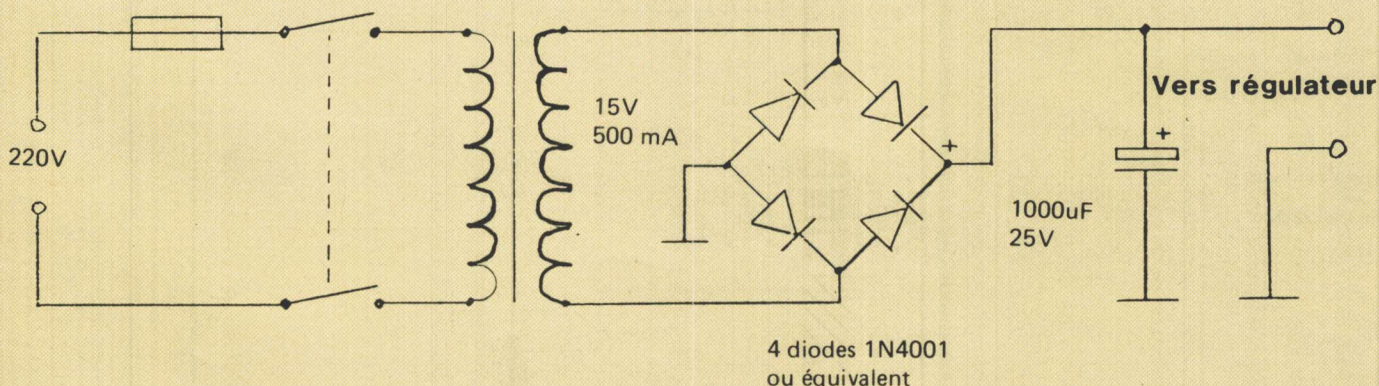 220V
15V
500 mA
+
Vers régulateur
+
1000uF
25V
4 diodes 1N4001
ou équivalent